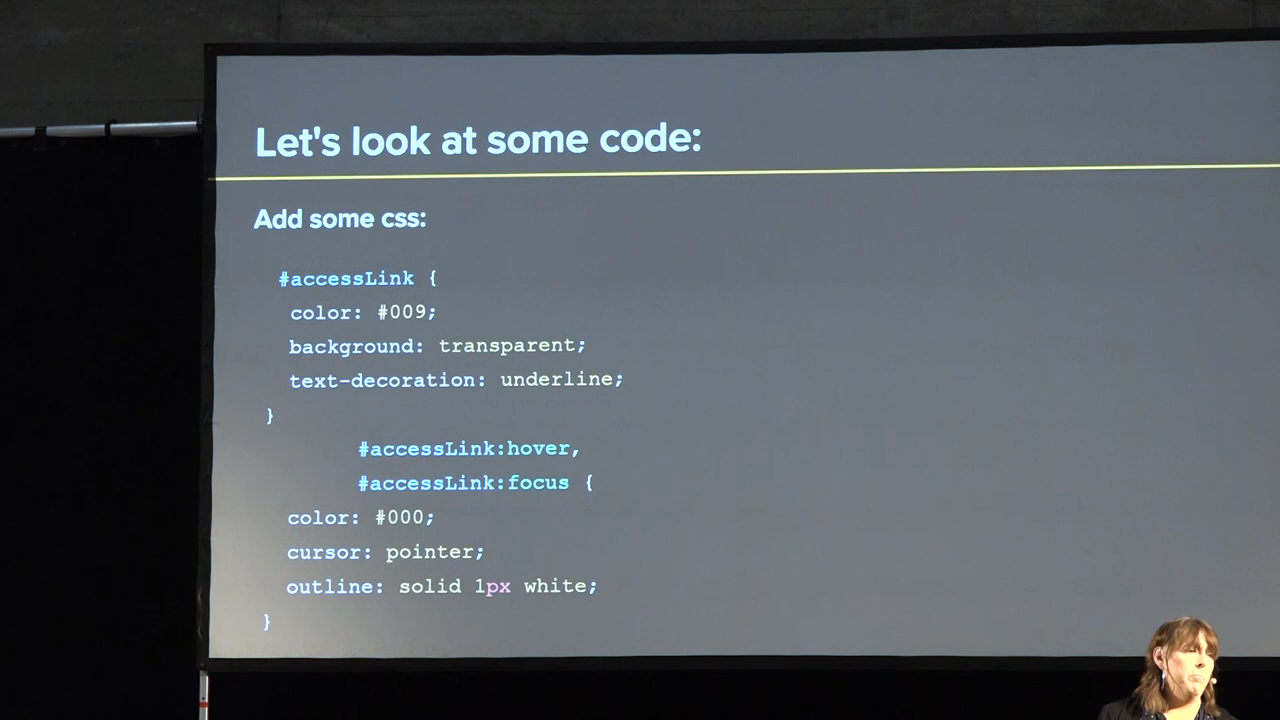 Let's look at some code:
Add some css:
#accessLink {
color: #009;
background: transparent;
text-decoration: underline;
}
#accessLink:hover,
#accessLink:focus {
color: #000;
cursor: pointer;
outline: solid 1px white;
}